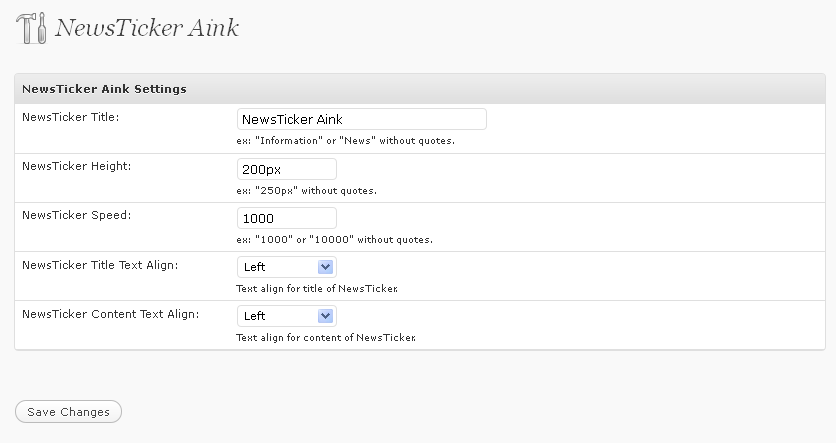 NewsTicker Aink
NewsTicker Aink Settings
NewsTicker Title:
NewsTicker Aink
ex: "Information" or "News" without quotes.
NewsTicker Height:
200px
ex: "250px" without quotes.
NewsTicker Speed:
1000
ex: "1000" or "10000" without quotes.
NewsTicker Title Text Align:
Left
Text align for title of NewsTicker.
NewsTicker Content Text Align:
Left
Text align for content of NewsTicker.
Save Changes